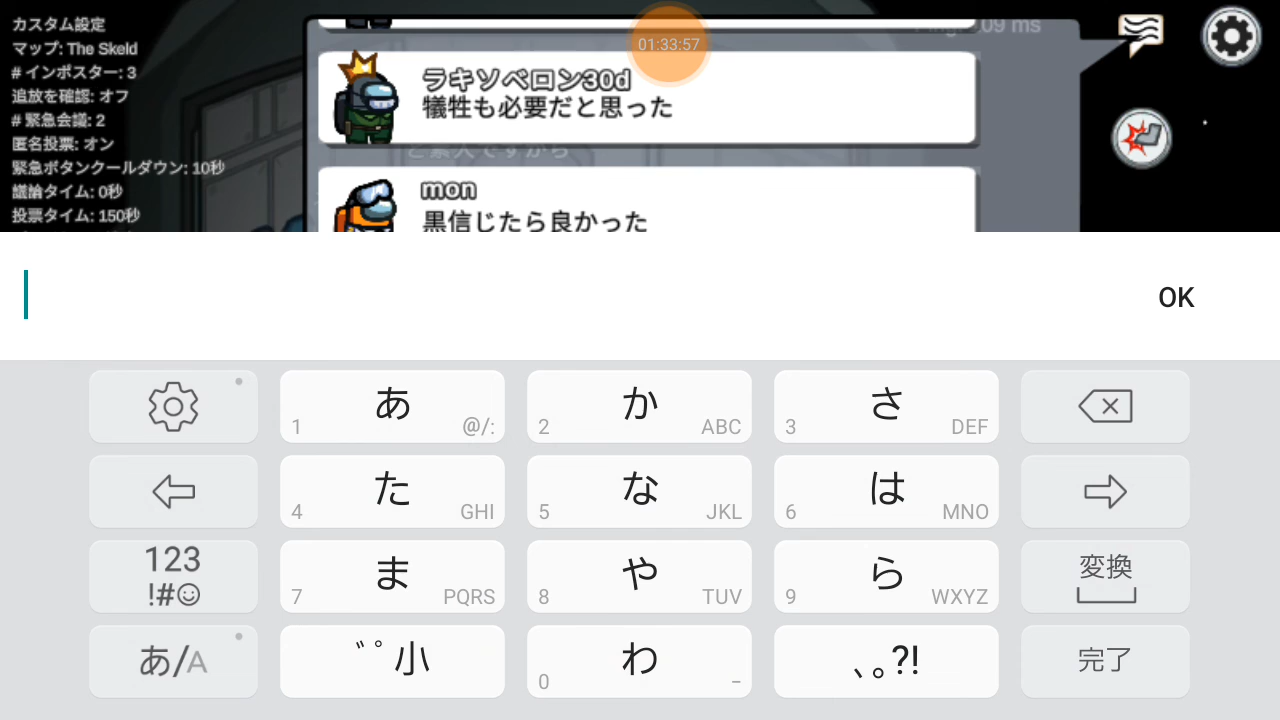 カスタム設定
マップ: The Skeld
# インポスター: 3
追放を確認: オフ
# 緊急会議: 2
匿名投票: オン
緊急ボタンクールダウン: 10秒
議論タイム: 0秒
投票タイム: 150秒
09 ms
01:33:57
ラキソベロン30d
犠牲も必要だと思った
mon
黒信じたら良かった
OK
あ 1 @/:
か 2 ABC
さ 3 DEF
た 4 GHI
な 5 JKL
は 6 MNO
123
!#☺
ま 7 PQRS
や 8 TUV
ら 9 WXYZ
変換
あ/A
゛゜小
わ 0 −
、。?!
完了